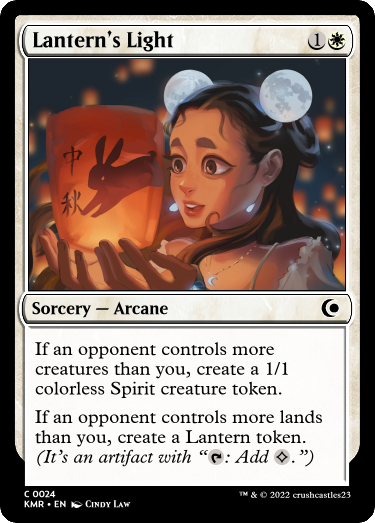 Lantern's Light 1
中
秋
Sorcery — Arcane
If an opponent controls more
creatures than you, create a 1/1
colorless Spirit creature token.
If an opponent controls more lands
than you, create a Lantern token.
(It's an artifact with “: Add .”)
C 0024
KMR • EN Cindy Law
™ & © 2022 crushcastles23